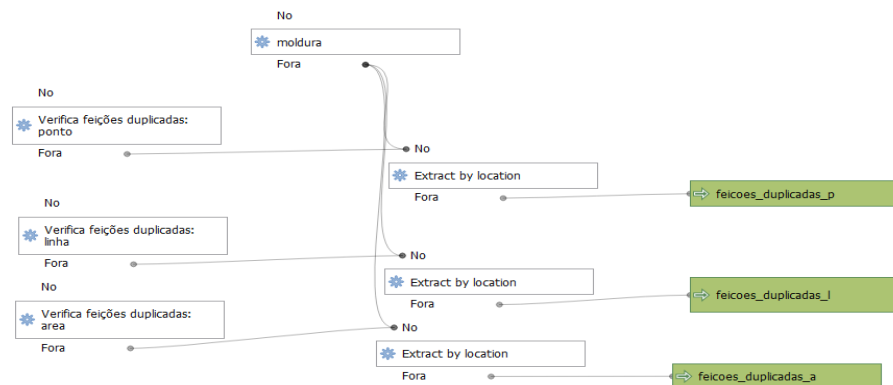 No
moldura
Fora
No
Verifica feições duplicadas:
ponto
Fora
No
Extract by location
Fora
feicoes_duplicadas_p
No
Verifica feições duplicadas:
linha
Fora
No
Extract by location
Fora
feicoes_duplicadas_l
No
Verifica feições duplicadas:
area
Fora
No
Extract by location
Fora
feicoes_duplicadas_a